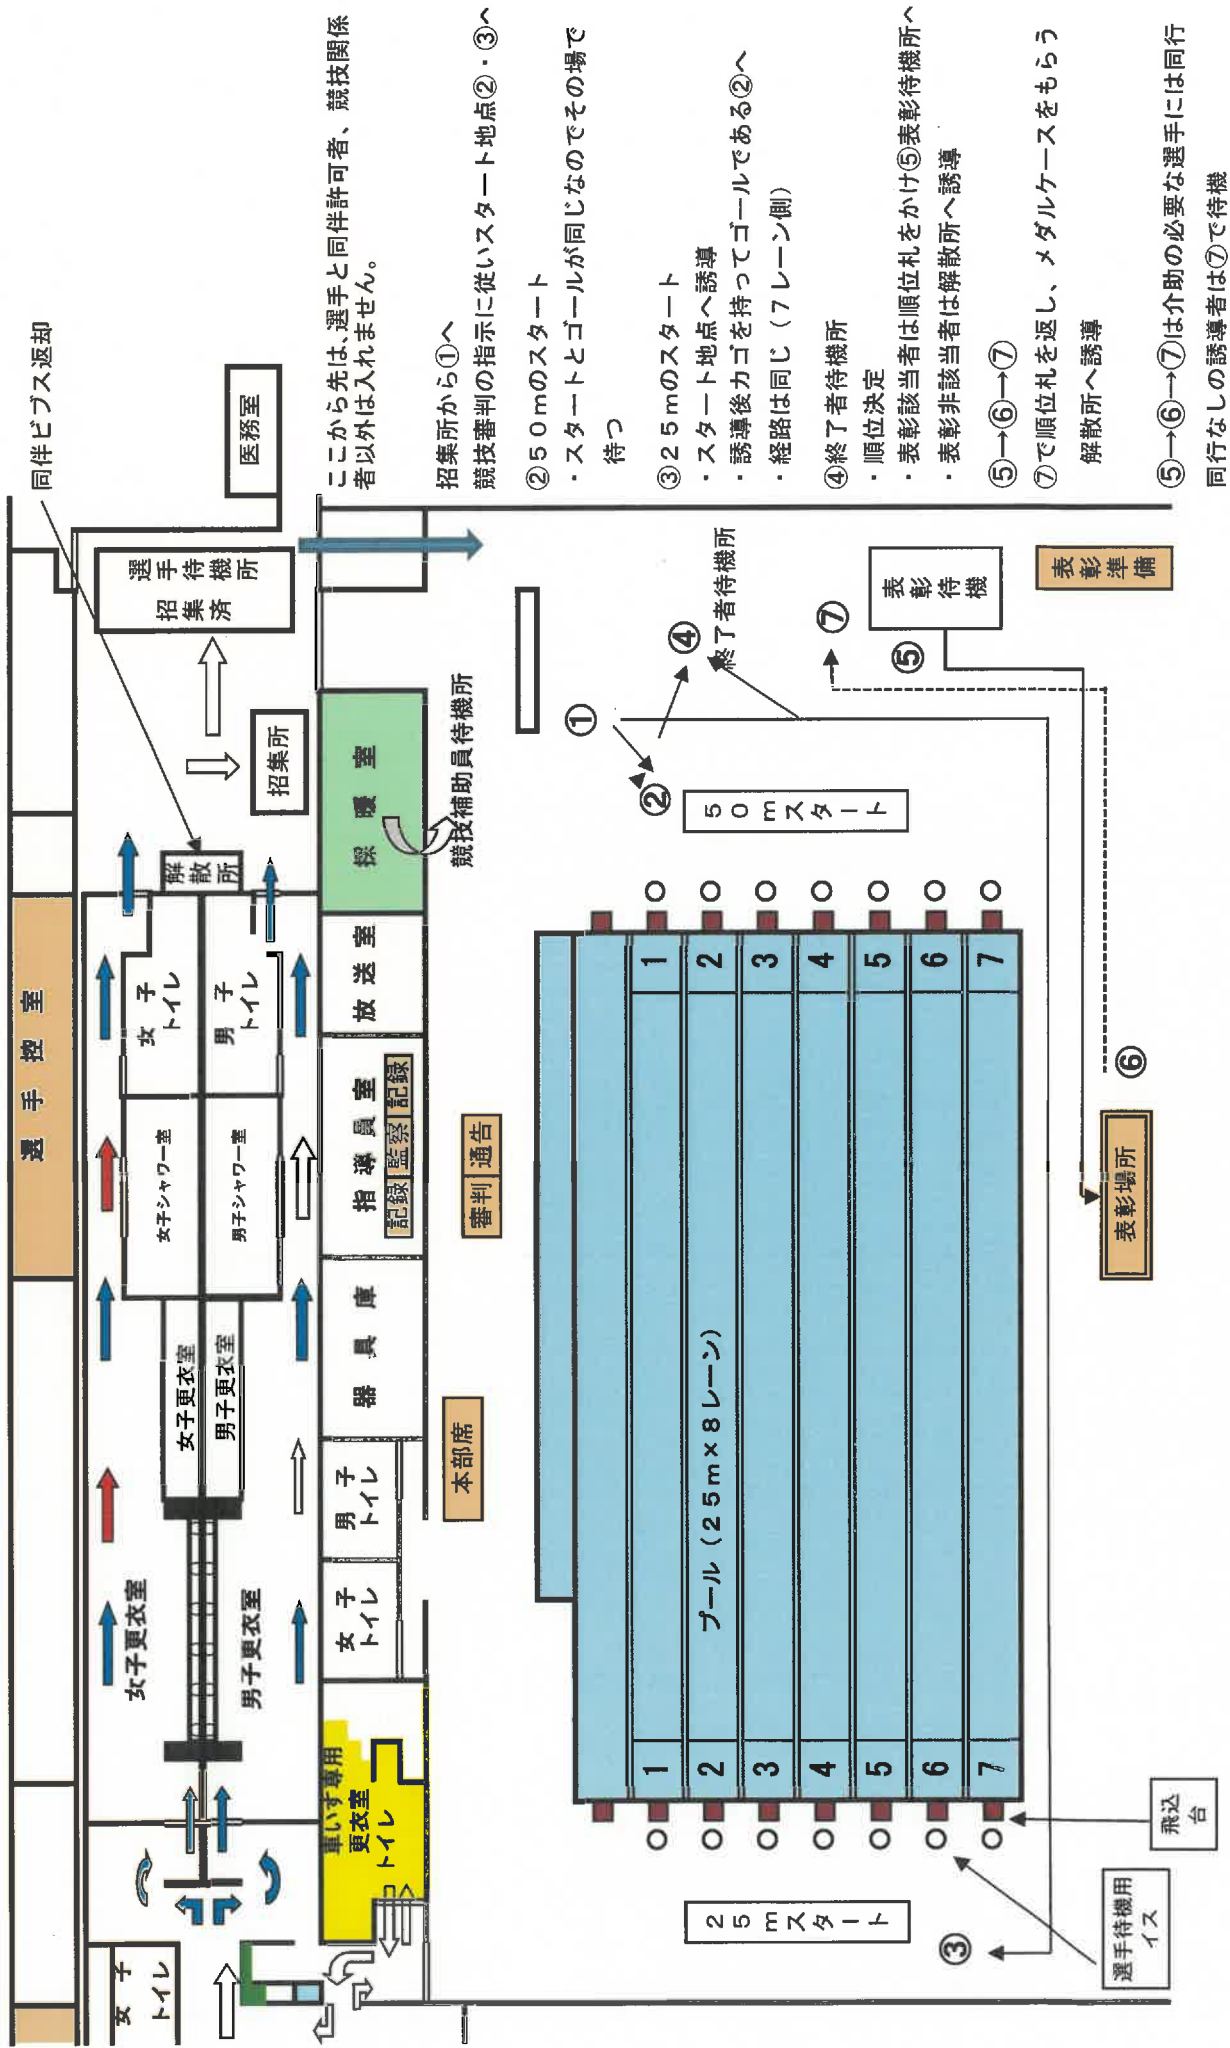 同伴ビブス返却
医務室
選手待機所
招集済
招集所
解散所
選手控室
女子トイレ
男子トイレ
女子シャワー室
男子シャワー室
女子更衣室
男子更衣室
女子更衣室
男子更衣室
女子トイレ
採暖室
競技補助員待機所
放送室
指導員室
記録
監察
記録
審判
通告
器具庫
本部席
男子
トイレ
女子
トイレ
車いす専用
更衣室
トイレ
ここから先は、選手と同伴許可者、競技関係
者以外は入れません。
招集所から①へ
競技審判の指示に従いスタート地点②・③へ
②50mのスタート
・スタートとゴールが同じなのでその場で
待つ
③25mのスタート
・スタート地点へ誘導
・誘導後カゴを持ってゴールである②へ
・経路は同じ(7レーン側)
④終了者待機所
・順位決定
・表彰該当者は順位札をかけ⑤表彰待機所へ
・表彰非該当者は解散所へ誘導
⑤→⑥→⑦
⑦で順位札を返し、メダルケースをもらう
解散所へ誘導
⑤→⑥→⑦は介助の必要な選手には同行
同行なしの誘導者は⑦で待機
①
②
④
終了者待機所
⑦
⑤
表彰待機
表彰準備
50mスタート
1
2
3
4
5
6
7
プール(25m×8レーン)
1
2
3
4
5
6
7
⑥
表彰場所
25mスタート
③
飛込台
選手待機用
イス